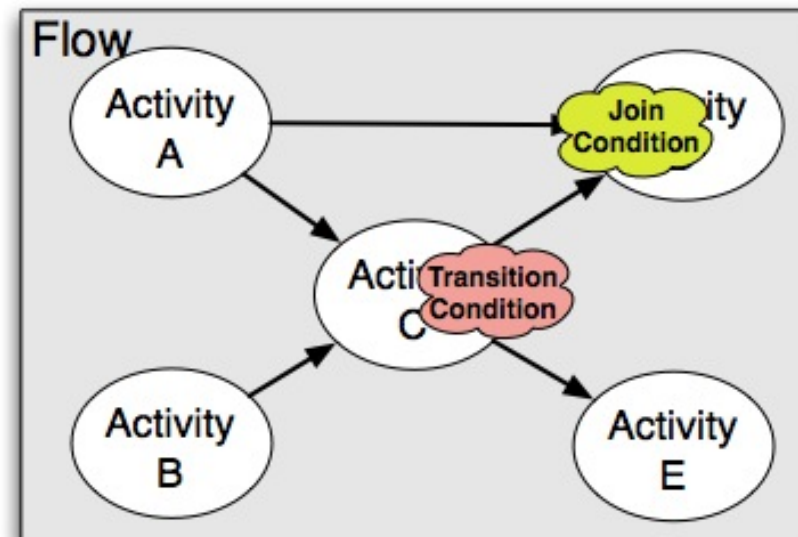 Flow
Activity
A
ity
Join
Condition
Acti
C
Transition
Condition
Activity
B
Activity
E